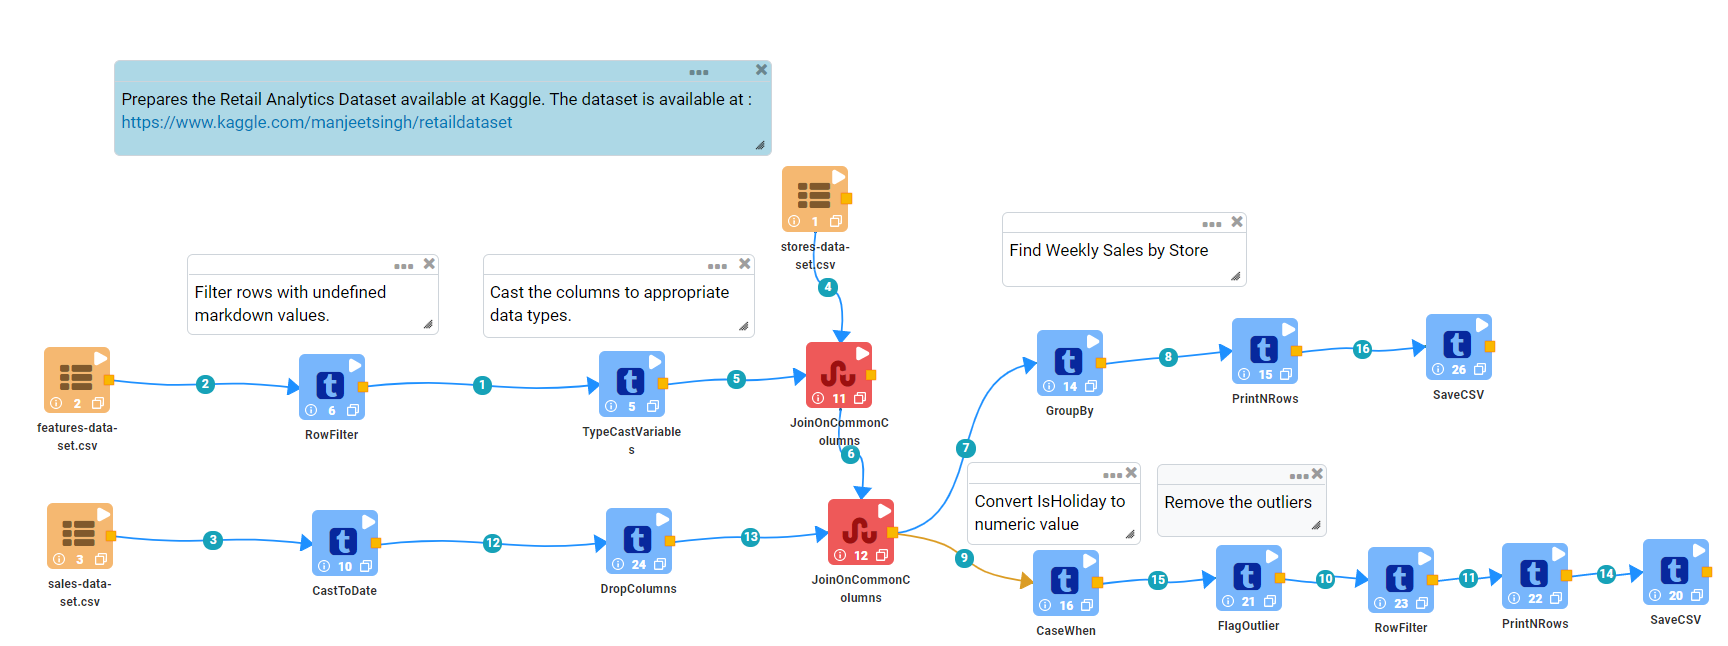 Prepares the Retail Analytics Dataset available at Kaggle. The dataset is available at :
https://www.kaggle.com/manjeetsingh/retaildataset
1
stores-data-
set.csv
4
Find Weekly Sales by Store
Filter rows with undefined
markdown values.
Cast the columns to appropriate
data types.
2
features-data-
set.csv
2
t
6
RowFilter
1
t
5
TypeCastVariable
s
5
11
JoinOnCommonC
olumns
6
7
t
14
GroupBy
8
t
15
PrintNRows
16
t
26
SaveCSV
Convert IsHoliday to
numeric value
Remove the outliers
3
sales-data-
set.csv
3
t
10
CastToDate
12
t
24
DropColumns
13
12
JoinOnCommonC
olumns
9
t
16
CaseWhen
15
t
21
FlagOutlier
10
t
23
RowFilter
11
t
22
PrintNRows
14
t
20
SaveCSV